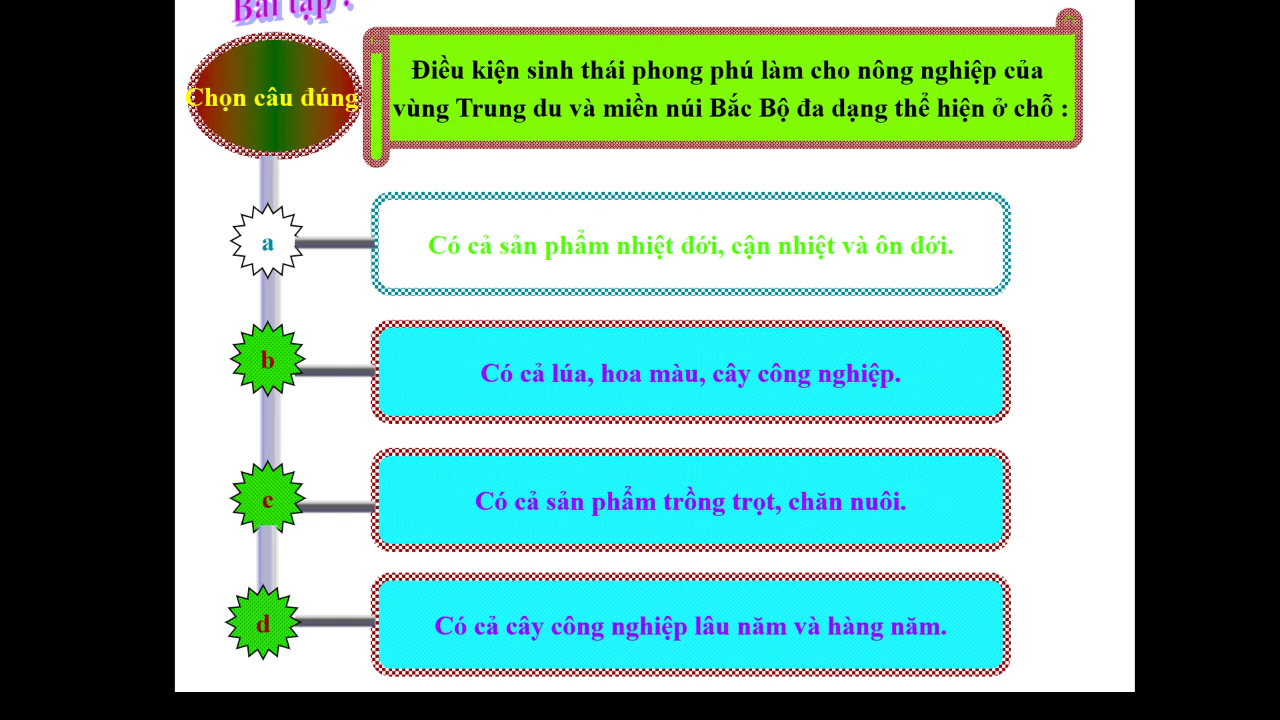 Bài tập :
Chọn câu đúng
Điều kiện sinh thái phong phú làm cho nông nghiệp của
vùng Trung du và miền núi Bắc Bộ đa dạng thể hiện ở chỗ :
a
Có cả sản phẩm nhiệt đới, cận nhiệt và ôn đới.
b
Có cả lúa, hoa màu, cây công nghiệp.
c
Có cả sản phẩm trồng trọt, chăn nuôi.
d
Có cả cây công nghiệp lâu năm và hàng năm.